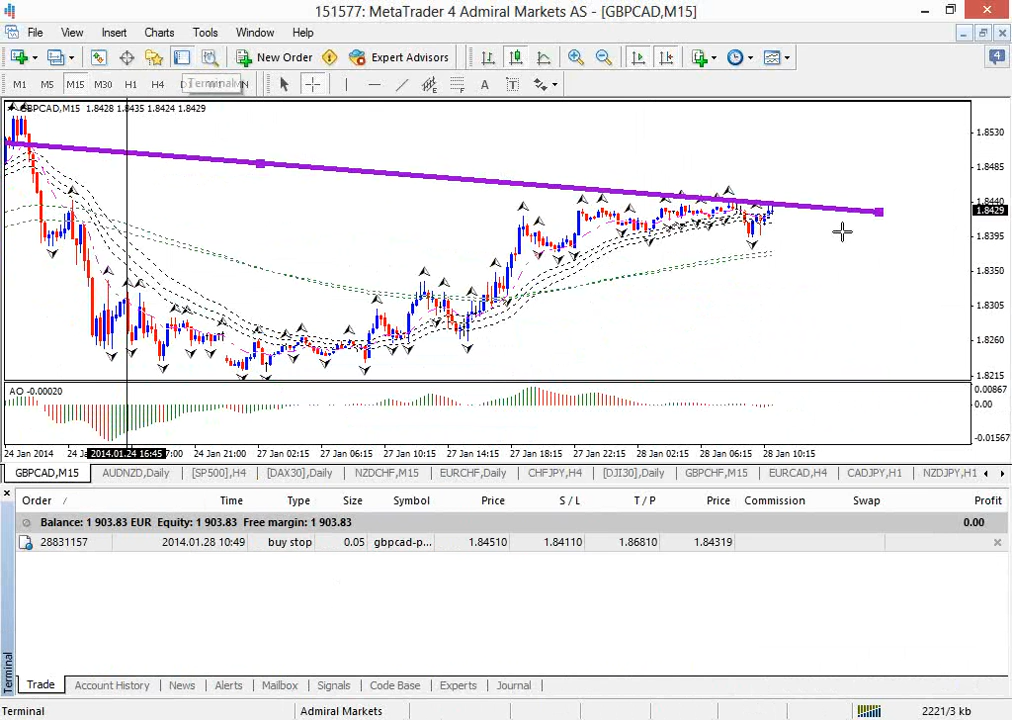 151577: MetaTrader 4 Admiral Markets AS - [GBPCAD,M15]
File View Insert Charts Tools Window Help
New Order Expert Advisors 4
M1 M5 M15 M30 H1 H4 Terminal
GBPCAD,M15 1.8428 1.8435 1.8424 1.8429
1.8530
1.8485
1.8440
1.8429
1.8395
1.8350
1.8305
1.8260
1.8215
AO -0.00020
0.00867
0.00
-0.01567
24 Jan 2014 2014.01.24 16:45 24 Jan 21:00 27 Jan 02:15 27 Jan 06:15 27 Jan 10:15 27 Jan 14:15 27 Jan 18:15 27 Jan 22:15 28 Jan 02:15 28 Jan 06:15 28 Jan 10:15
GBPCAD,M15 AUDNZD,Daily [SP500],H4 [DAX30],Daily NZDCHF,M15 EURCHF,Daily CHFJPY,H4 [DJI30],Daily GBPCHF,M15 EURCAD,H4 CADJPY,H1 NZDJPY,H1
Order / Time Type Size Symbol Price S / L T / P Price Commission Swap Profit
Balance: 1 903.83 EUR Equity: 1 903.83 Free margin: 1 903.83 0.00
28831157 2014.01.28 10:49 buy stop 0.05 gbpcad-p... 1.84510 1.84110 1.86810 1.84319
Terminal
Trade Account History News Alerts Mailbox Signals Code Base Experts Journal
Terminal Admiral Markets 2221/3 kb